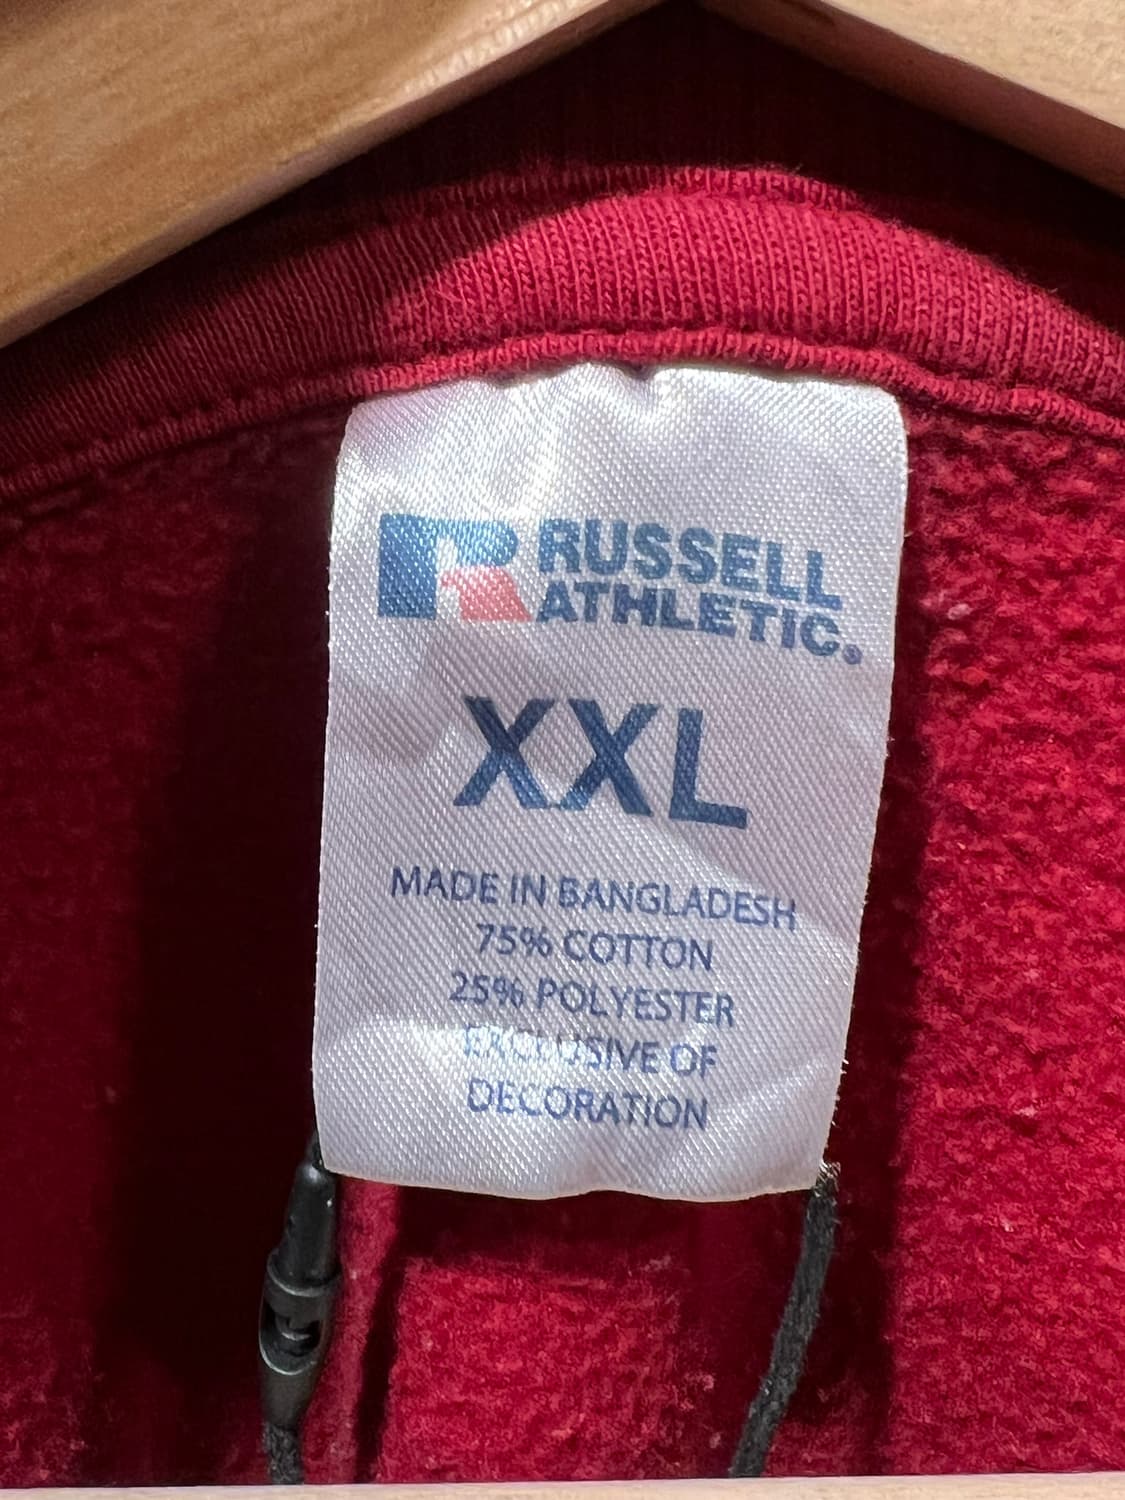 RUSSELL
ATHLETIC.
XXL
MADE IN BANGLADESH
75% COTTON
25% POLYESTER
EXCLUSIVE OF
DECORATION